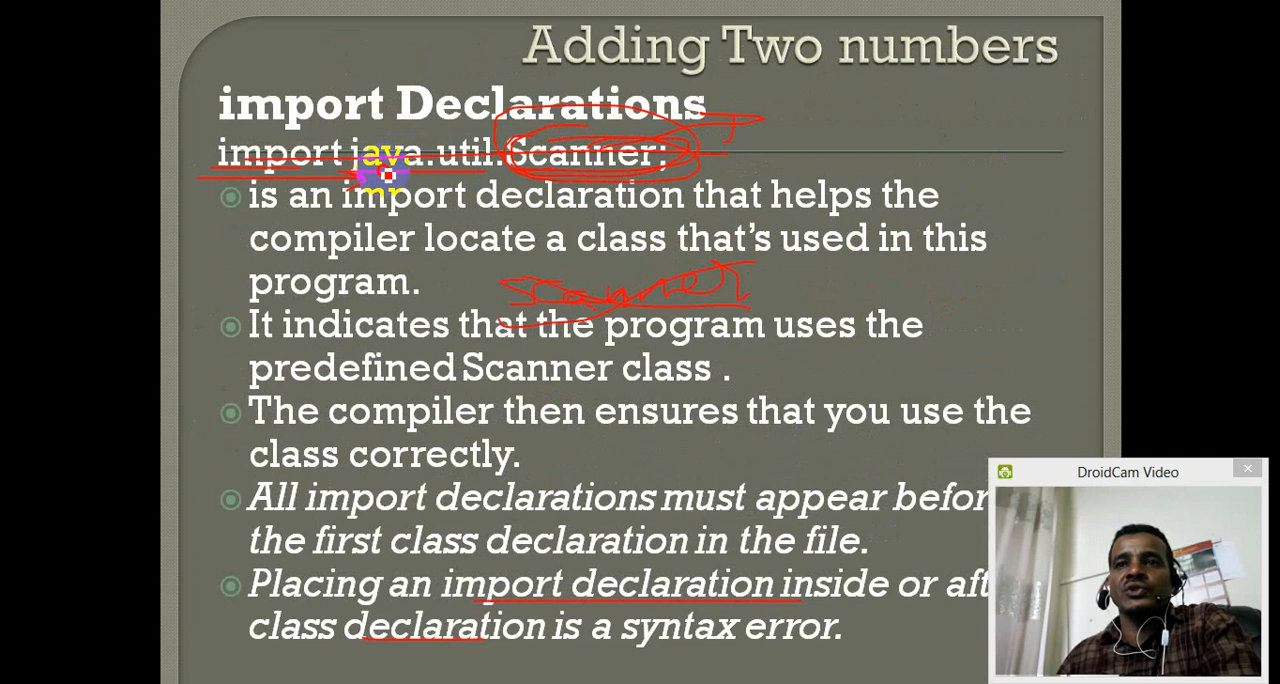 Adding Two numbers
import Declarations
import java.util.Scanner;
is an import declaration that helps the
compiler locate a class that's used in this
program.
It indicates that the program uses the
predefined Scanner class .
The compiler then ensures that you use the
class correctly.
All import declarations must appear befor
the first class declaration in the file.
Placing an import declaration inside or aft
class declaration is a syntax error.
DroidCam Video